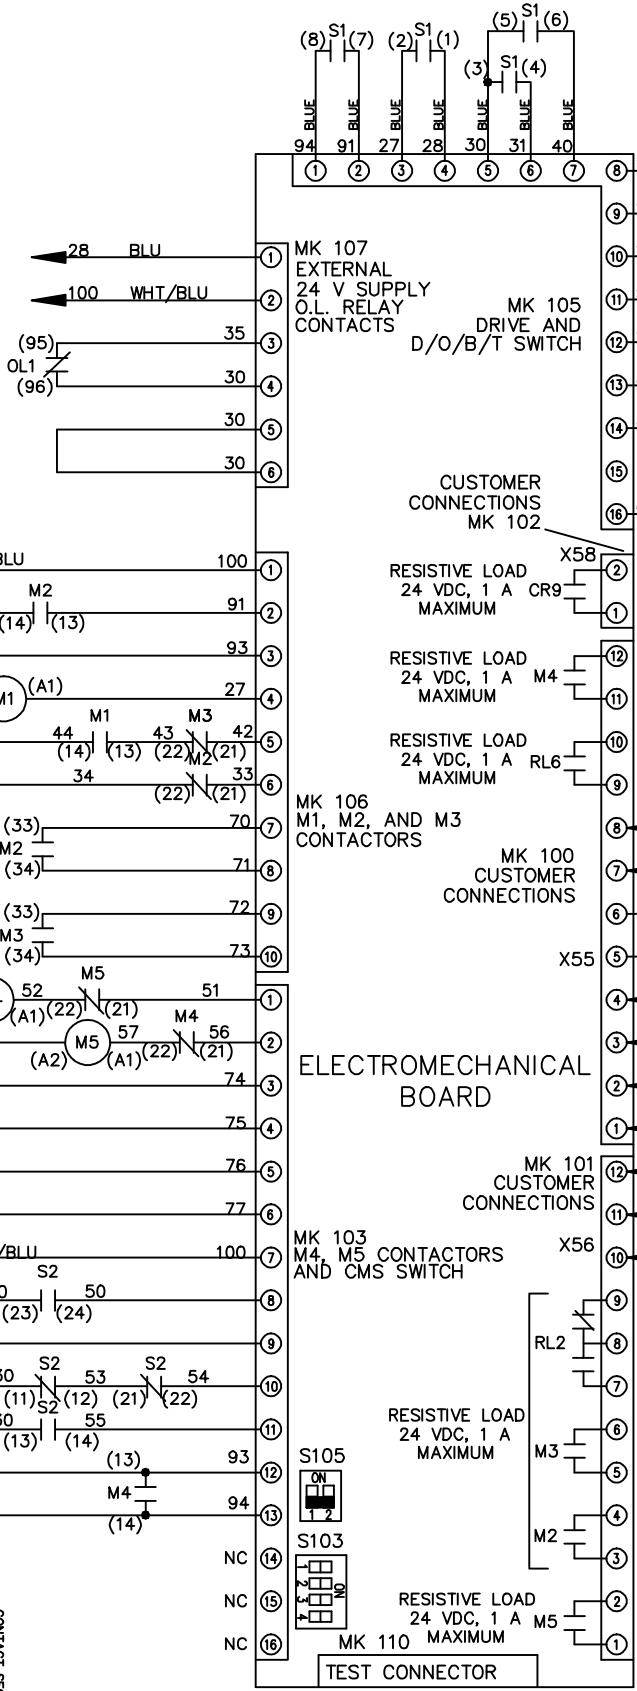 S1
(5) (6)
S1
(8) (7)
S1
(2) (1)
S1
(3) (4)
BLUE BLUE BLUE BLUE BLUE BLUE BLUE
94 91 27 28 30 31 40
1 2 3 4 5 6 7 8
9
10
11
12
13
14
15
16
28 BLU 1
100 WHT/BLU 2
35 3
(95)
OL1
(96)
30 4
30 5
30 6
MK 107
EXTERNAL
24 V SUPPLY
O.L. RELAY
CONTACTS
MK 105
DRIVE AND
D/O/B/T SWITCH
CUSTOMER
CONNECTIONS
MK 102
X58
RESISTIVE LOAD
24 VDC, 1 A
MAXIMUM
CR9
2
1
RESISTIVE LOAD
24 VDC, 1 A
MAXIMUM
M4
12
11
RESISTIVE LOAD
24 VDC, 1 A
MAXIMUM
RL6
10
9
8
7
6
5
4
3
2
1
BLU 100 1
M2
(14) (13) 91 2
93 3
M1 (A1) 27 4
M1 M3
44 43 42 5
(14) (13) (22) (21)
M2
34 33 6
(22) (21)
(33) 70 7
M2
(34) 71 8
(33) 72 9
M3
(34) 73 10
MK 106
M1, M2, AND M3
CONTACTORS
MK 100
CUSTOMER
CONNECTIONS
X55
M5
52 51 1
(A1) (22) (21)
M4
M5 57 56 2
(A2) (A1) (22) (21)
74 3
75 4
76 5
77 6
/BLU 100 7
S2
50 8
(23) (24)
9
S2 S2
30 53 54 10
(11) (12) (21) (22)
S2
55 11
(13) (14)
(13) 93 12
M4
94 13
(14)
NC 14
NC 15
NC 16
ELECTROMECHANICAL
BOARD
MK 101
CUSTOMER
CONNECTIONS
X56
12
11
10
MK 103
M4, M5 CONTACTORS
AND CMS SWITCH
9
RL2 8
7
RESISTIVE LOAD
24 VDC, 1 A
MAXIMUM
6
M3
5
4
M2
3
S105
ON
1 2
S103
1
2
3
4
ON
RESISTIVE LOAD
24 VDC, 1 A
MAXIMUM
M5
2
1
MK 110
TEST CONNECTOR